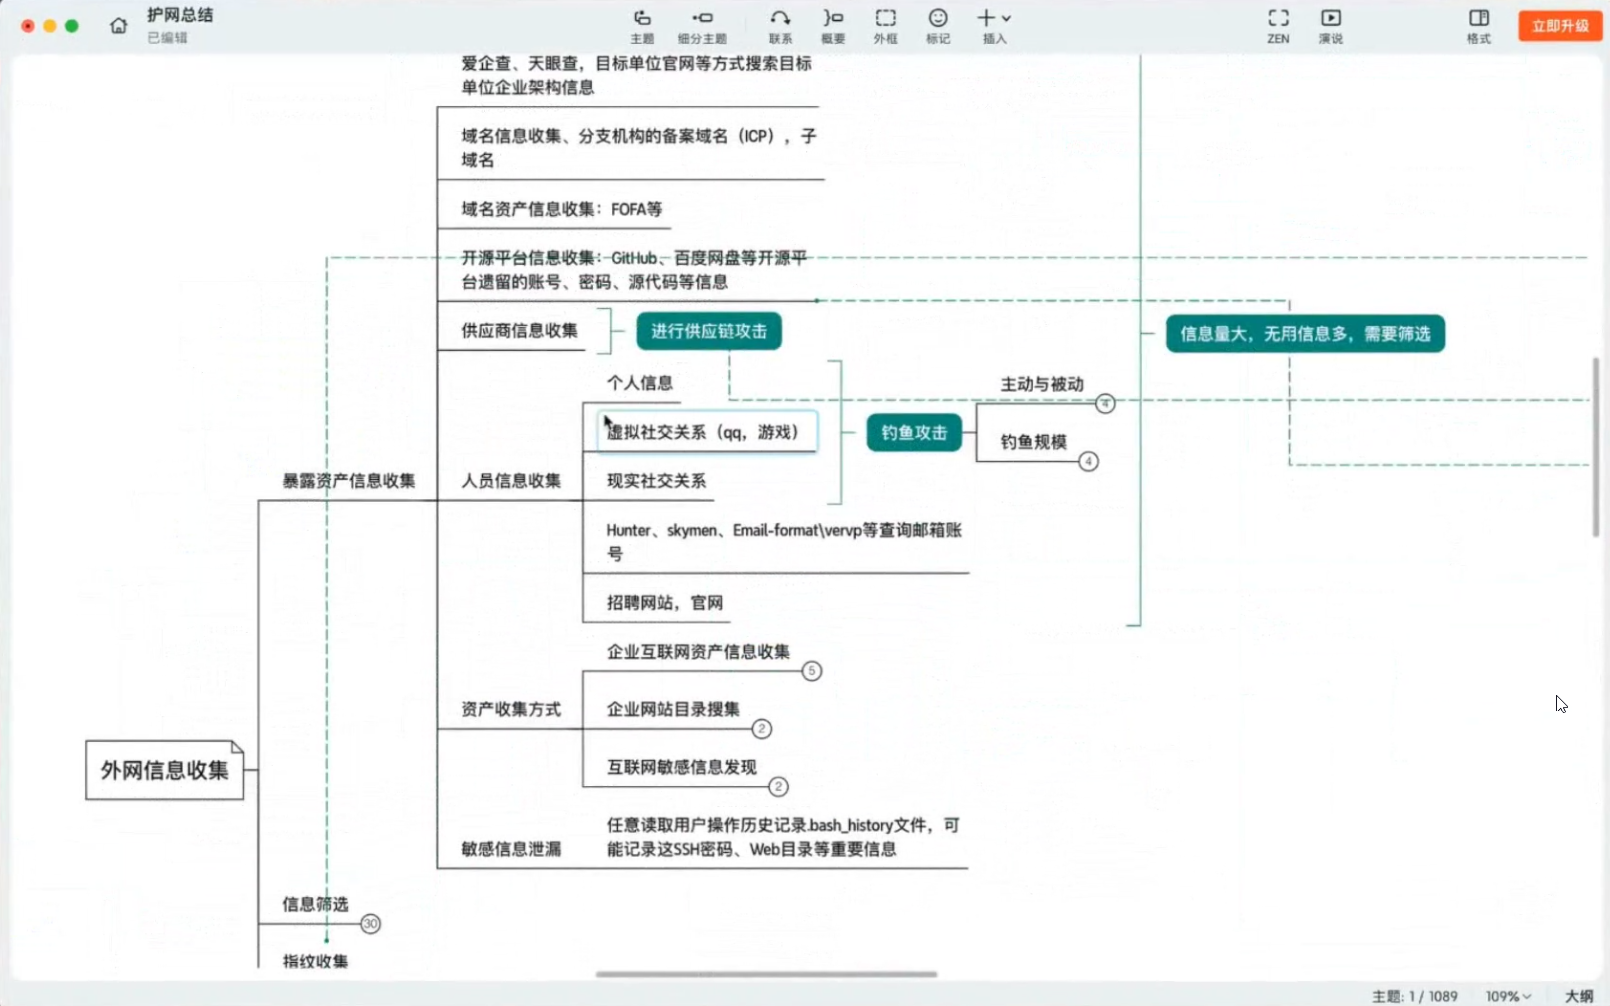 护网总结
已编辑
主题
细分主题
联系
概要
外框
标记
插入
ZEN
演说
格式
立即升级
爱企查、天眼查，目标单位官网等方式搜索目标
单位企业架构信息
域名信息收集、分支机构的备案域名（ICP），子
域名
域名资产信息收集：FOFA等
开源平台信息收集：GitHub、百度网盘等开源平
台遗留的账号、密码、源代码等信息
供应商信息收集
进行供应链攻击
信息量大，无用信息多，需要筛选
个人信息
虚拟社交关系（qq，游戏）
现实社交关系
钓鱼攻击
主动与被动
4
钓鱼规模
4
暴露资产信息收集
人员信息收集
Hunter、skymen、Email-format\vervp等查询邮箱账
号
招聘网站，官网
企业互联网资产信息收集
5
资产收集方式
企业网站目录搜集
2
互联网敏感信息发现
2
外网信息收集
敏感信息泄漏
任意读取用户操作历史记录.bash_history文件，可
能记录这SSH密码、Web目录等重要信息
信息筛选
30
指纹收集
主题: 1 / 1089
109%
大纲